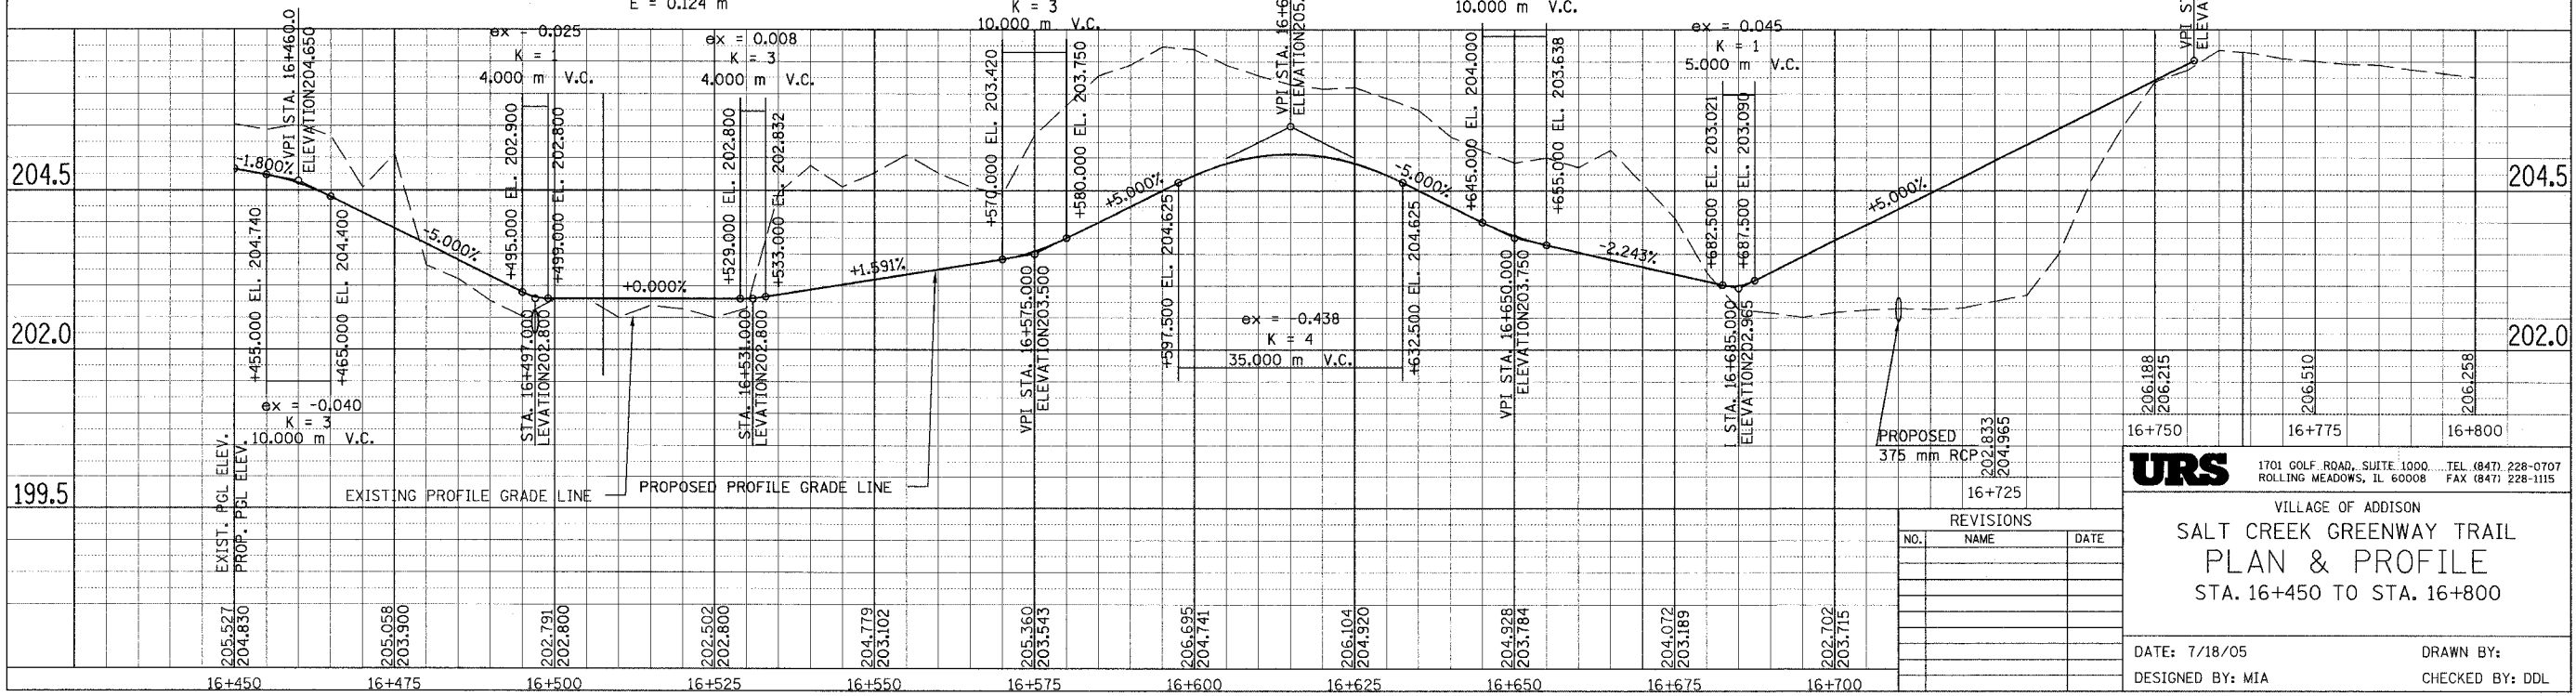 E = 0.124 m
K = 3
10.000 m V.C.
10.000 m V.C.
ex = 0.025
4.000 m V.C.
ex = 0.008
K = 3
4.000 m V.C.
ex = 0.045
K = 1
5.000 m V.C.
VPI STA. 16+460.0
ELEVATION204.650
+495.000 EL. 202.900
+499.000 EL. 202.800
+529.000 EL. 202.800
+533.000 EL. 202.832
+570.000 EL. 203.420
+580.000 EL. 203.750
+645.000 EL. 204.000
+655.000 EL. 203.638
+682.500 EL. 203.021
+687.500 EL. 203.090
204.5
204.5
-1.800%
-5.000%
+0.000%
+1.591%
+5.000%
-5.000%
-2.243%
+5.000%
+455.000 EL. 204.740
+465.000 EL. 204.400
ex = -0.040
K = 3
10.000 m V.C.
STA. 16+497.000
LEVATION202.800
STA. 16+531.000
LEVATION202.800
VPI STA. 16+575.000
ELEVATION203.500
+597.500 EL. 204.625
+632.500 EL. 204.625
ex = -0.438
K = 4
35.000 m V.C.
VPI STA. 16+650.000
ELEVATION203.750
I STA. 16+685.000
ELEVATION202.965
202.0
202.0
199.5
EXISTING PROFILE GRADE LINE
PROPOSED PROFILE GRADE LINE
PROPOSED
375 mm RCP
202.833
204.965
16+725
206.188
206.215
206.510
206.258
16+750
16+775
16+800
EXIST. PGL ELEV.
PROP. PGL ELEV.
205.527
204.830
205.058
203.900
202.791
202.800
202.502
202.800
204.779
203.102
205.360
203.543
206.695
204.741
206.104
204.920
204.928
203.784
204.072
203.189
202.702
203.715
16+450
16+475
16+500
16+525
16+550
16+575
16+600
16+625
16+650
16+675
16+700
REVISIONS
NO. NAME DATE
URS
1701 GOLF ROAD, SUITE 1000 TEL (847) 228-0707
ROLLING MEADOWS, IL 60008 FAX (847) 228-1115
VILLAGE OF ADDISON
SALT CREEK GREENWAY TRAIL
PLAN & PROFILE
STA. 16+450 TO STA. 16+800
DATE: 7/18/05 DRAWN BY:
DESIGNED BY: MIA CHECKED BY: DDL